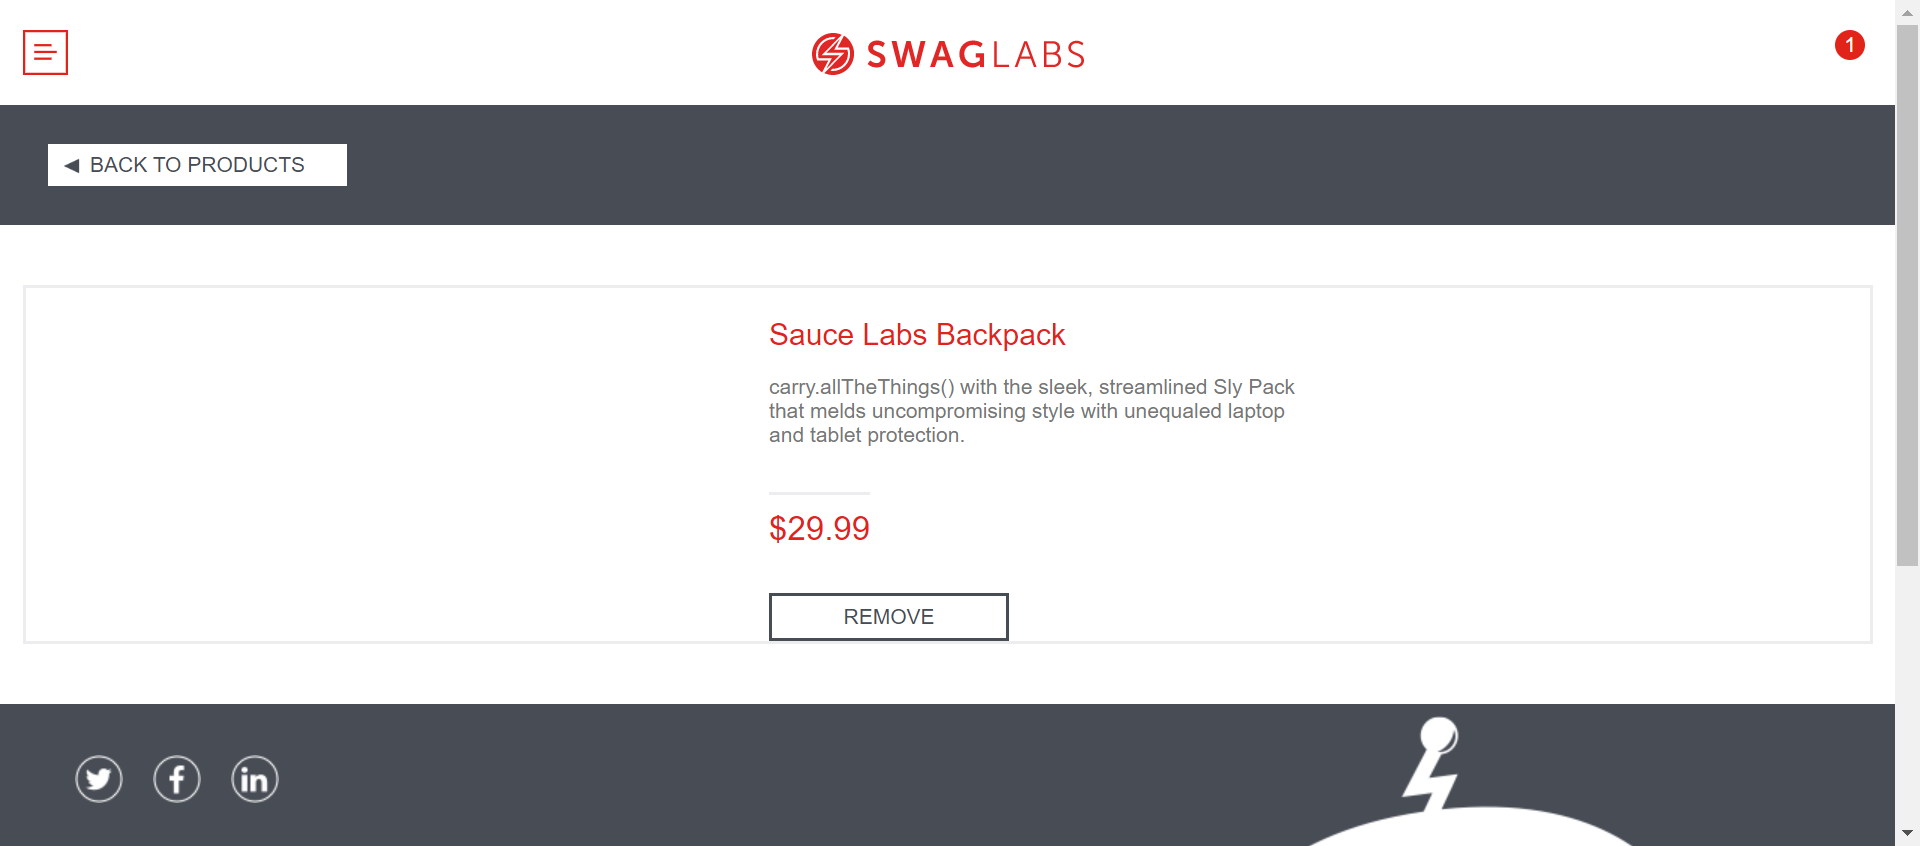 SWAGLABS
1
BACK TO PRODUCTS
Sauce Labs Backpack
carry.allTheThings() with the sleek, streamlined Sly Pack
that melds uncompromising style with unequaled laptop
and tablet protection.
$29.99
REMOVE